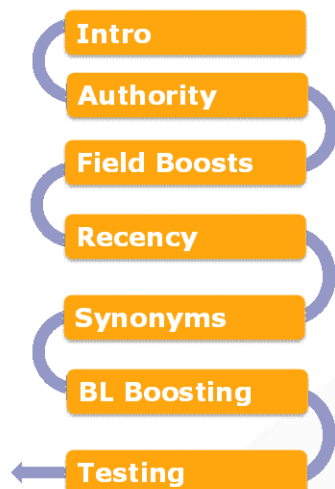 Intro
Authority
Field Boosts
Recency
Synonyms
BL Boosting
Testing